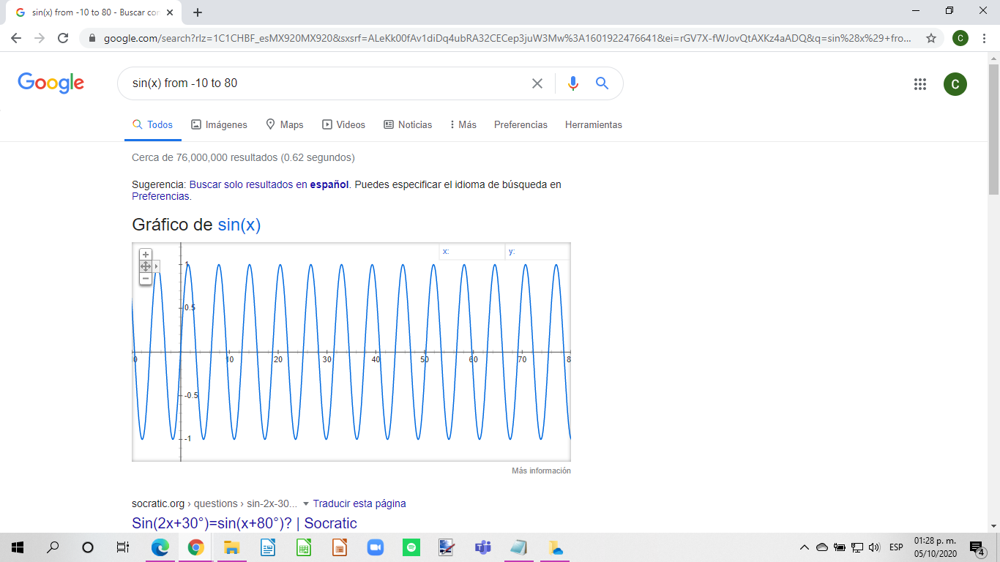 sin(x) from -10 to 80 - Buscar con
google.com/search?rlz=1C1CHBF_esMX920MX920&sxsrf=ALeKk00fAv1diDq4ubRA32CECep3juW3Mw%3A1601922476641&ei=rGV7X-fWJovQtAXKz4aADQ&q=sin%28x%29+fro...
C
Google
sin(x) from -10 to 80
C
Todos
Imágenes
Maps
Videos
Noticias
Más
Preferencias
Herramientas
Cerca de 76,000,000 resultados (0.62 segundos)
Sugerencia: Buscar solo resultados en español. Puedes especificar el idioma de búsqueda en
Preferencias.
Gráfico de sin(x)
x:
y:
1
0.5
0 10 20 30 40 50 60 70 8
-0.5
-1
Más información
socratic.org › questions › sin-2x-30... Traducir esta página
Sin(2x+30°)=sin(x+80°)? | Socratic
ESP
01:28 p. m.
05/10/2020
4